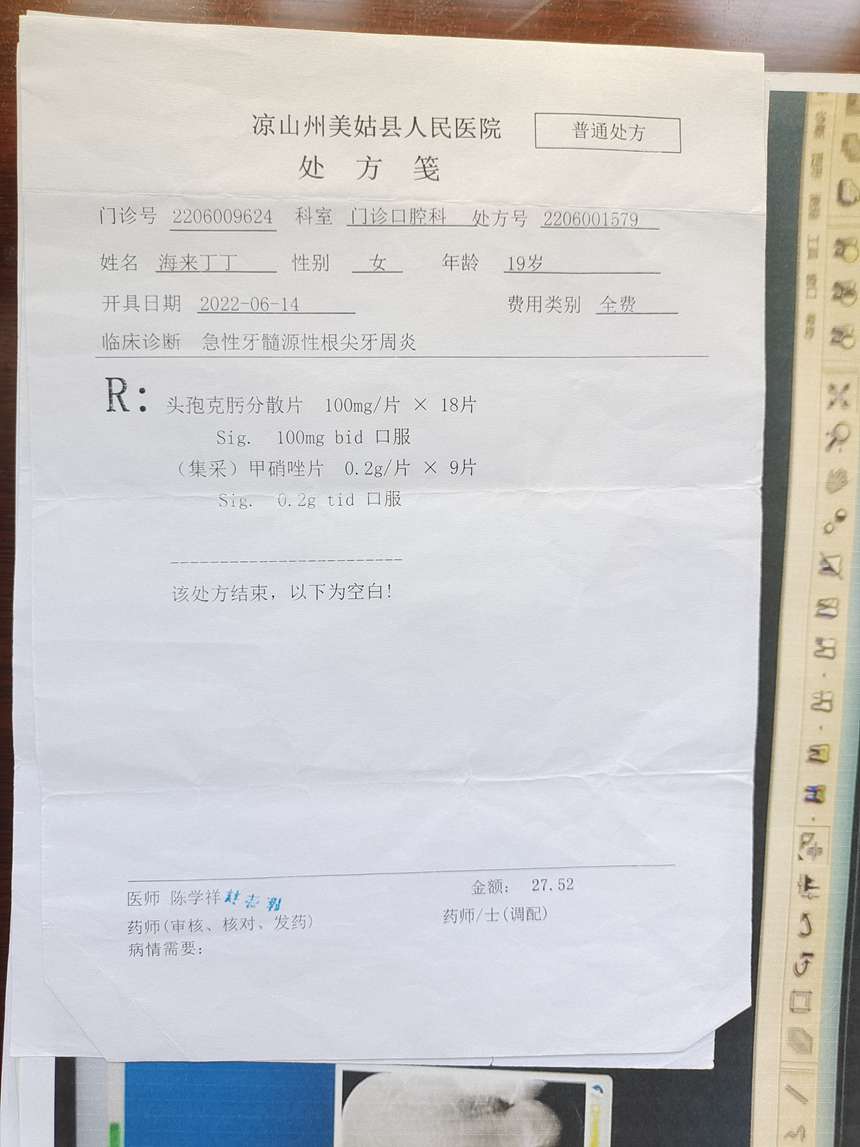 凉山州美姑县人民医院 普通处方
处 方 笺
门诊号 2206009624 科室 门诊口腔科 处方号 2206001579
姓名 海来丁丁 性别 女 年龄 19岁
开具日期 2022-06-14 费用类别 全费
临床诊断 急性牙髓源性根尖牙周炎
R: 头孢克肟分散片 100mg/片 × 18片
Sig. 100mg bid 口服
(集采)甲硝唑片 0.2g/片 × 9片
Sig. 0.2g tid 口服
------------------------
该处方结束，以下为空白!
医师 陈学祥 金额: 27.52
药师(审核、核对、发药) 药师/士(调配)
病情需要: